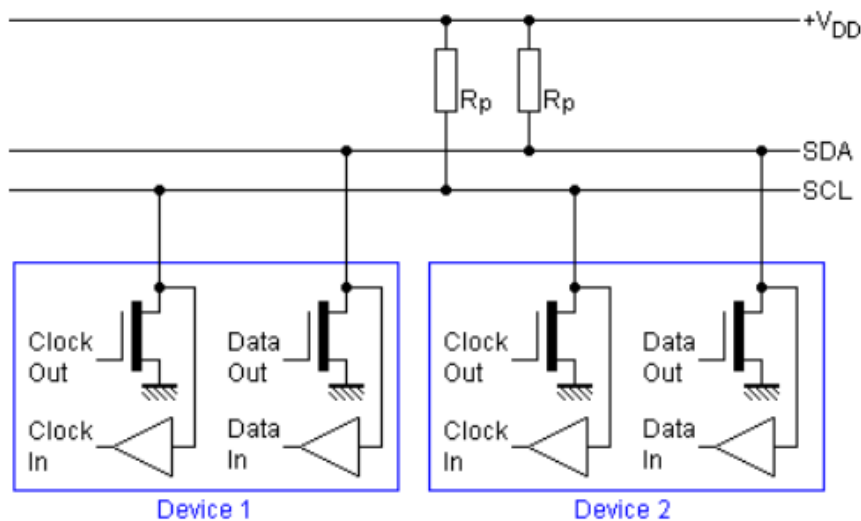 +VDD
Rp
Rp
SDA
SCL
Clock
Out
Data
Out
Clock
Out
Data
Out
Clock
In
Data
In
Clock
In
Data
In
Device 1
Device 2